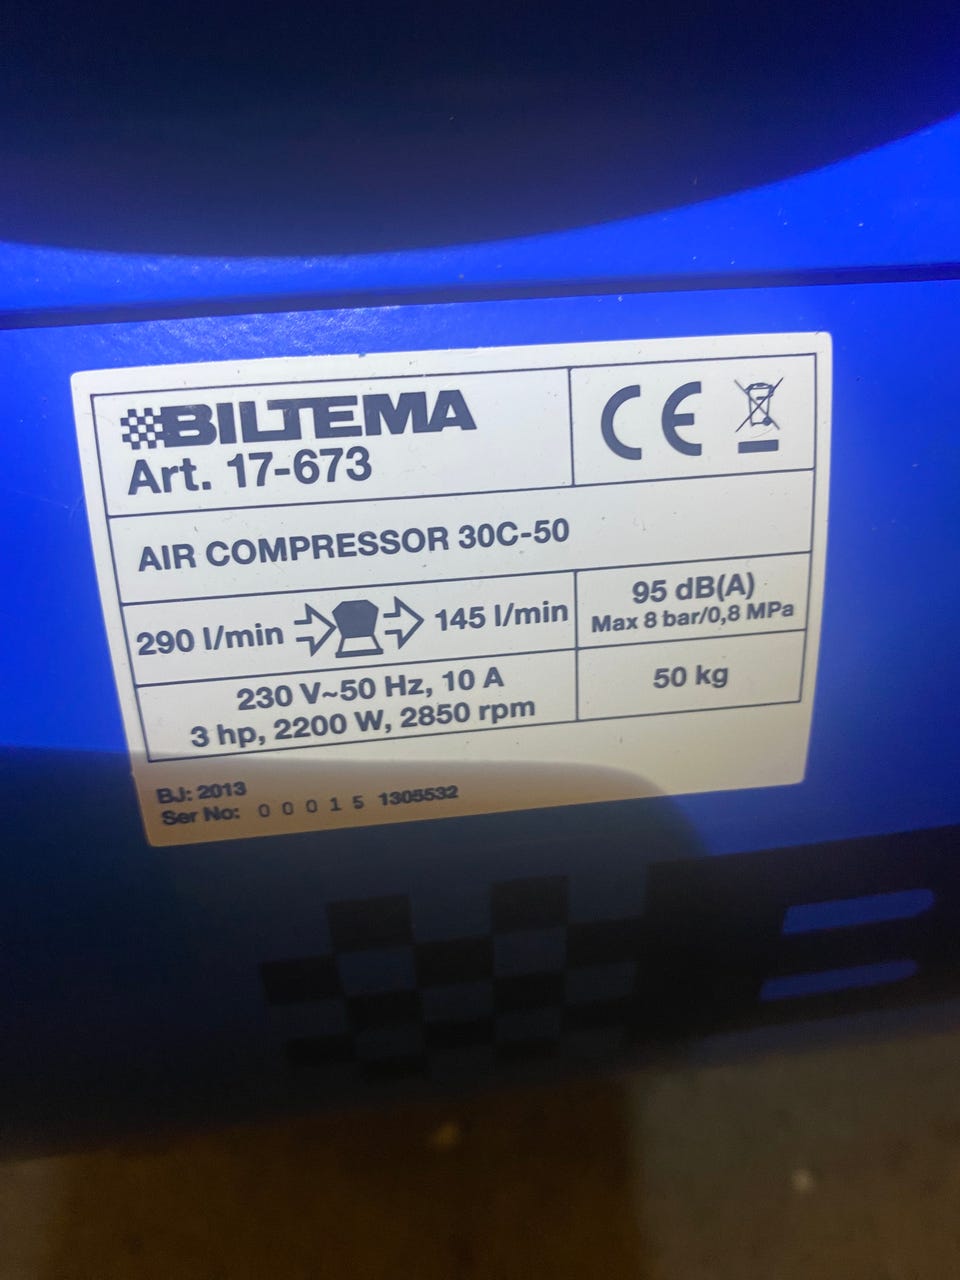 BILTEMA
Art. 17-673
CE
AIR COMPRESSOR 30C-50
290 l/min 145 l/min
95 dB(A)
Max 8 bar/0,8 MPa
230 V~50 Hz, 10 A
3 hp, 2200 W, 2850 rpm
50 kg
BJ: 2013
Ser No: 0 0 0 1 5 1305532